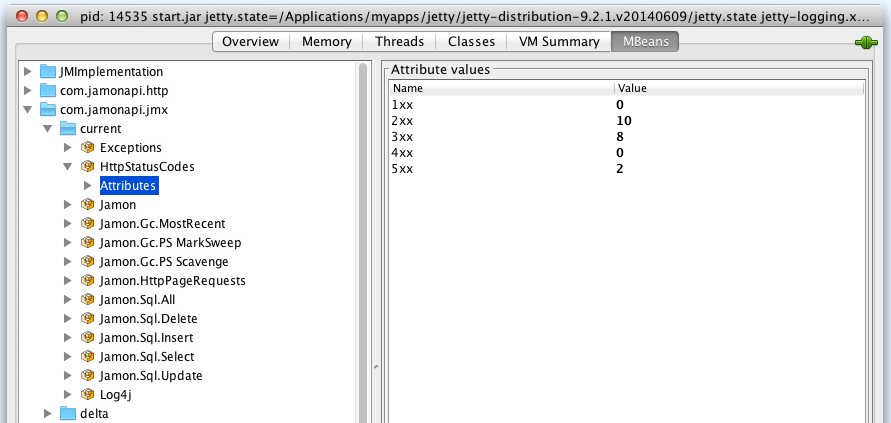 pid: 14535 start.jar jetty.state=/Applications/myapps/jetty/jetty-distribution-9.2.1.v20140609/jetty.state jetty-logging.x...
Overview Memory Threads Classes VM Summary MBeans
JMImplementation
com.jamonapi.http
com.jamonapi.jmx
current
Exceptions
HttpStatusCodes
Attributes
Jamon
Jamon.Gc.MostRecent
Jamon.Gc.PS MarkSweep
Jamon.Gc.PS Scavenge
Jamon.HttpPageRequests
Jamon.Sql.All
Jamon.Sql.Delete
Jamon.Sql.Insert
Jamon.Sql.Select
Jamon.Sql.Update
Log4j
delta
Attribute values
Name Value
1xx 0
2xx 10
3xx 8
4xx 0
5xx 2